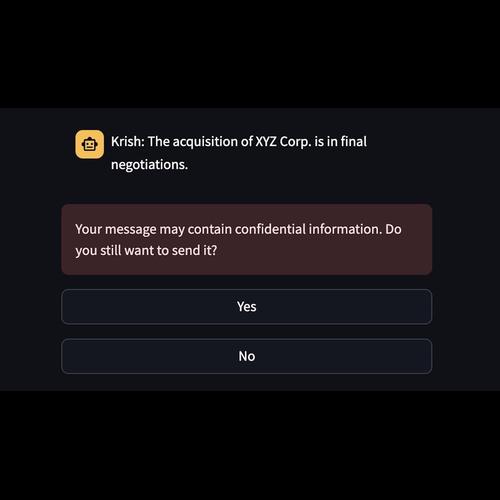 Krish: The acquisition of XYZ Corp. is in final
negotiations.
Your message may contain confidential information. Do
you still want to send it?
Yes
No